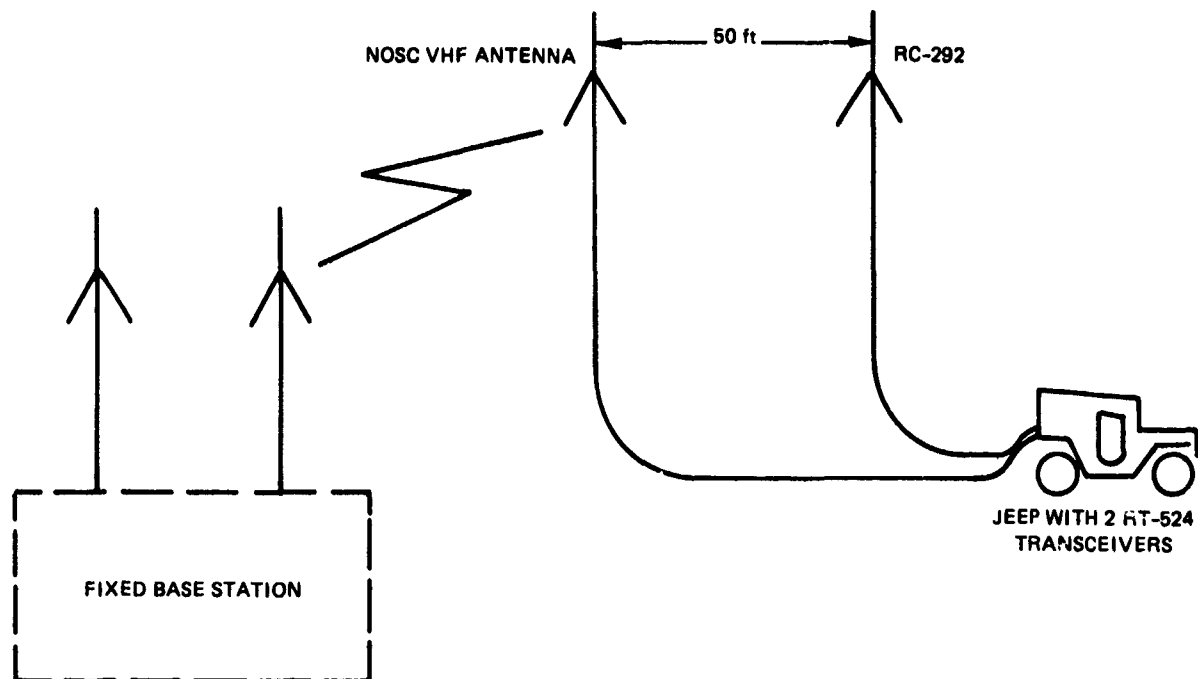 NOSC VHF ANTENNA
50 ft
RC-292
JEEP WITH 2 RT-524
TRANSCEIVERS
FIXED BASE STATION